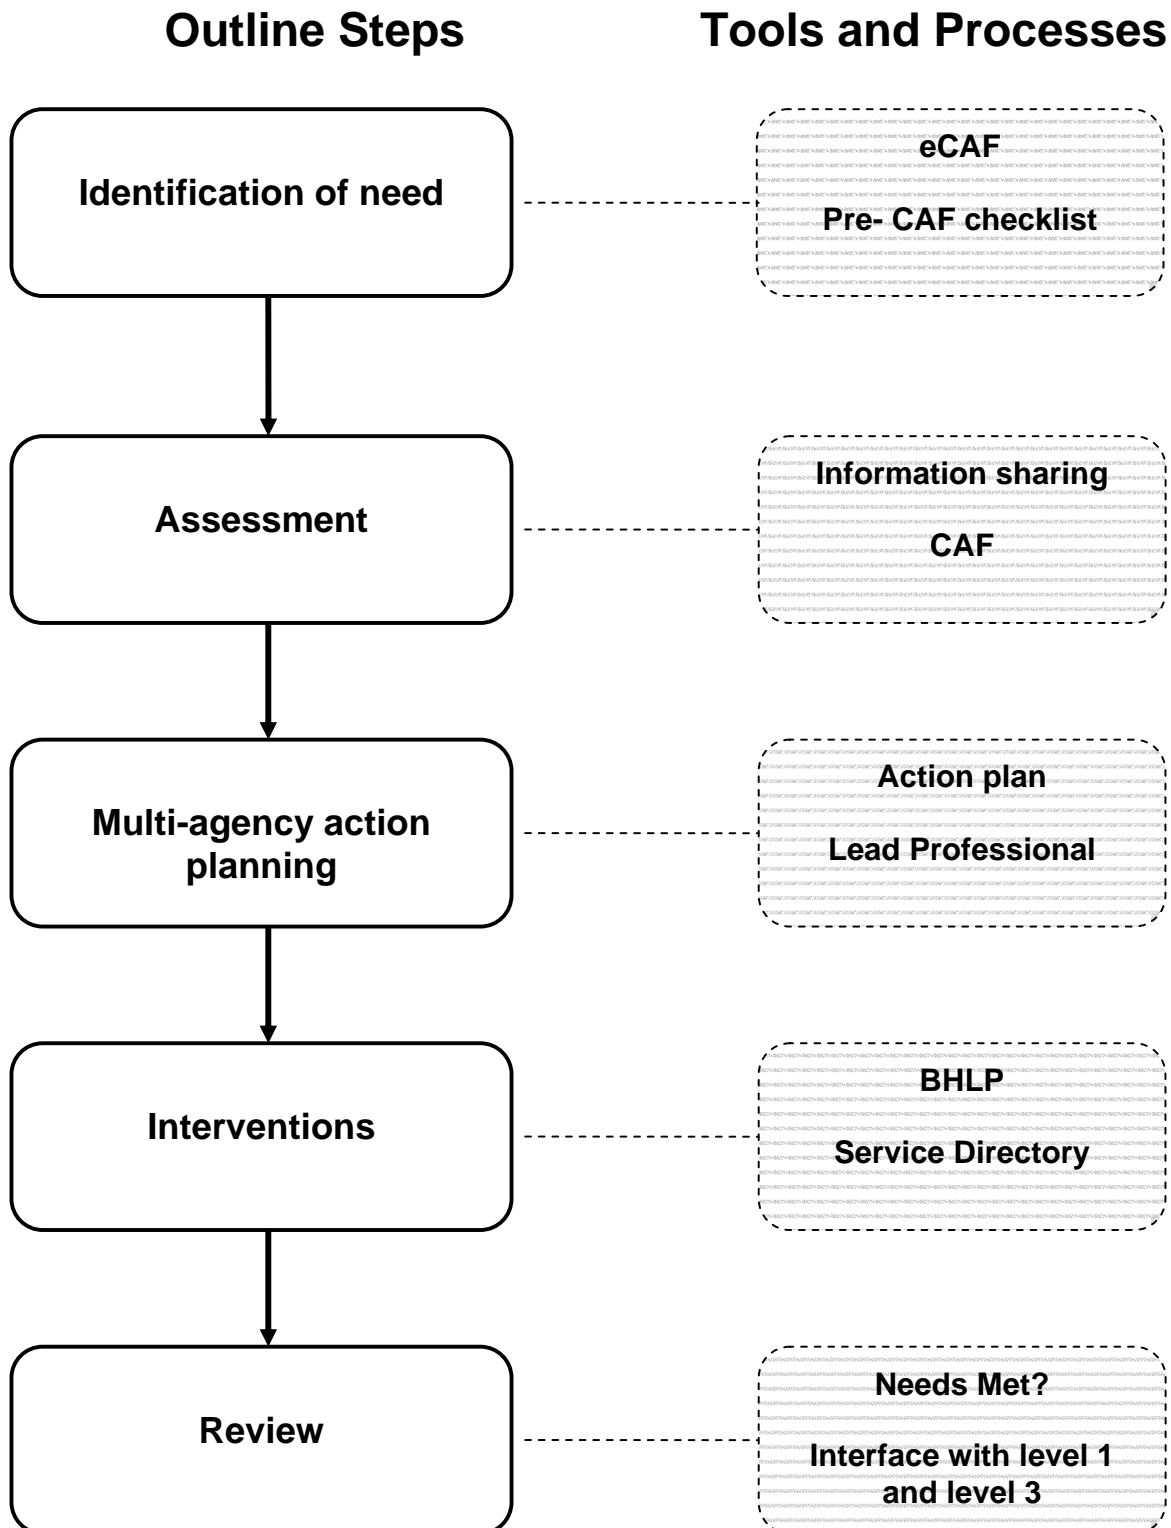 Outline Steps
Tools and Processes
Identification of need
eCAF
Pre- CAF checklist
Assessment
Information sharing
CAF
Multi-agency action
planning
Action plan
Lead Professional
Interventions
BHLP
Service Directory
Review
Needs Met?
Interface with level 1
and level 3